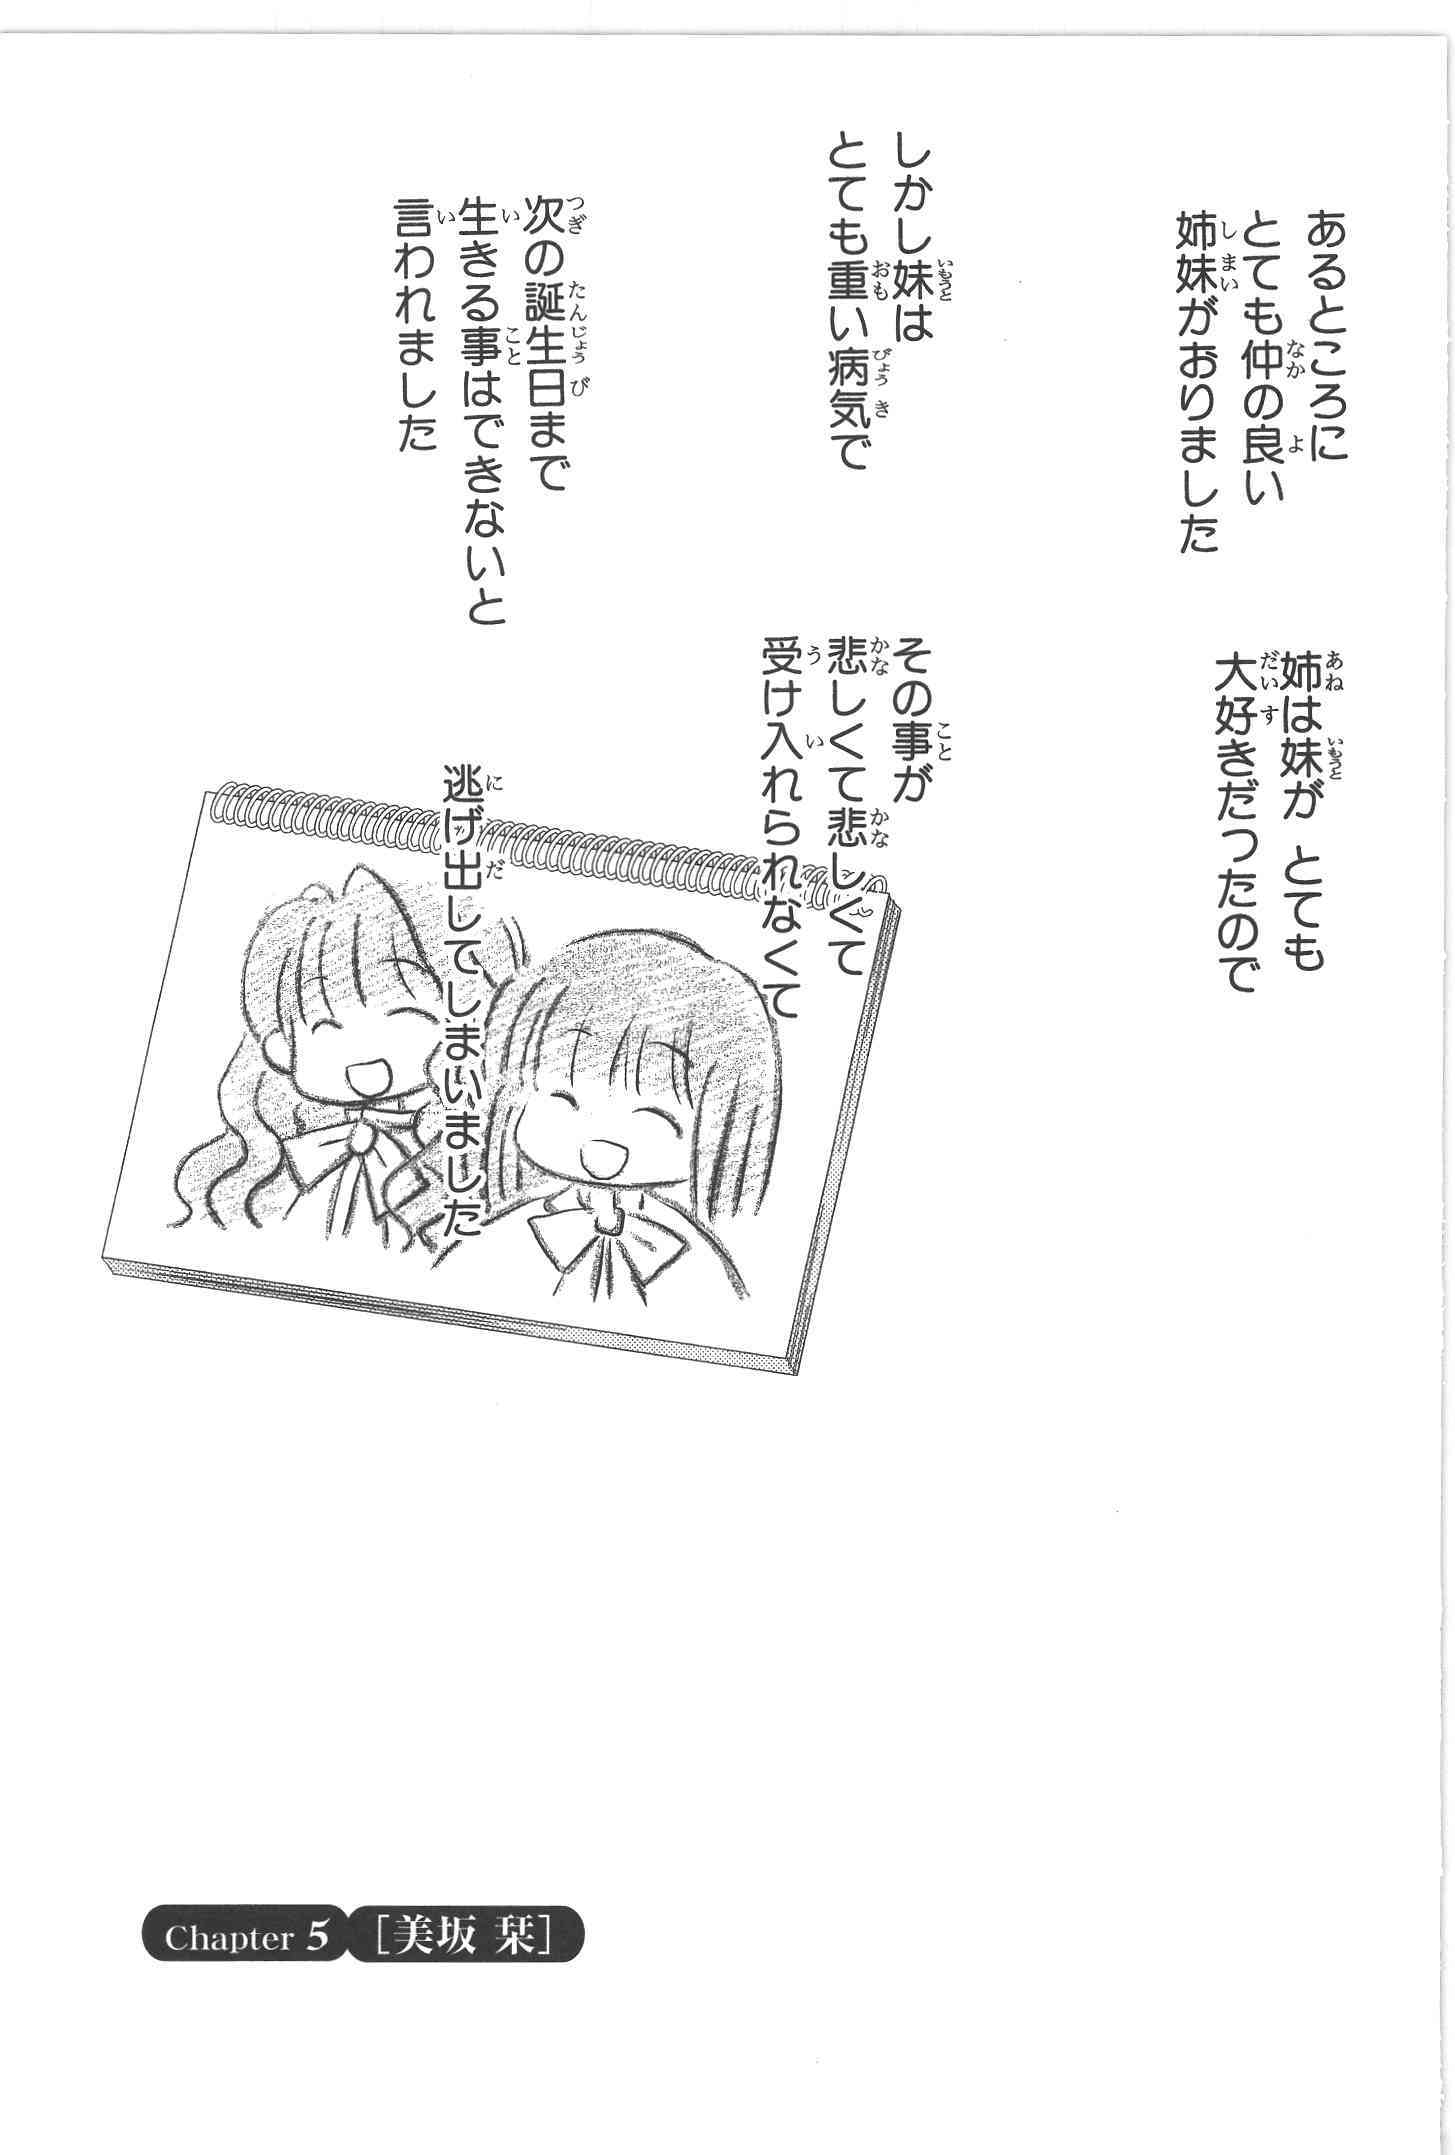 あるところに
とても仲の良い
姉妹がおりました
しかし妹は
とても重い病気で
次の誕生日まで
生きる事はできないと
言われました
姉は妹が とても
大好きだったので
その事が
悲しくて悲しくて
受け入れられなくて
逃げ出してしまいました
Chapter 5 [美坂 栞]